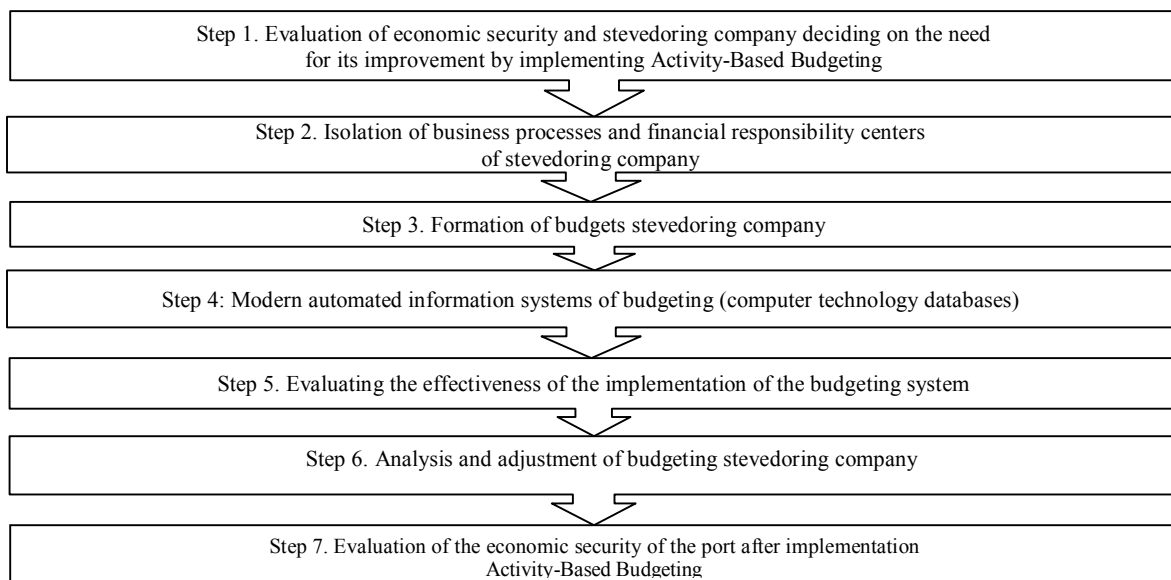 Step 1. Evaluation of economic security and stevedoring company deciding on the need
for its improvement by implementing Activity-Based Budgeting
Step 2. Isolation of business processes and financial responsibility centers
of stevedoring company
Step 3. Formation of budgets stevedoring company
Step 4: Modern automated information systems of budgeting (computer technology databases)
Step 5. Evaluating the effectiveness of the implementation of the budgeting system
Step 6. Analysis and adjustment of budgeting stevedoring company
Step 7. Evaluation of the economic security of the port after implementation
Activity-Based Budgeting